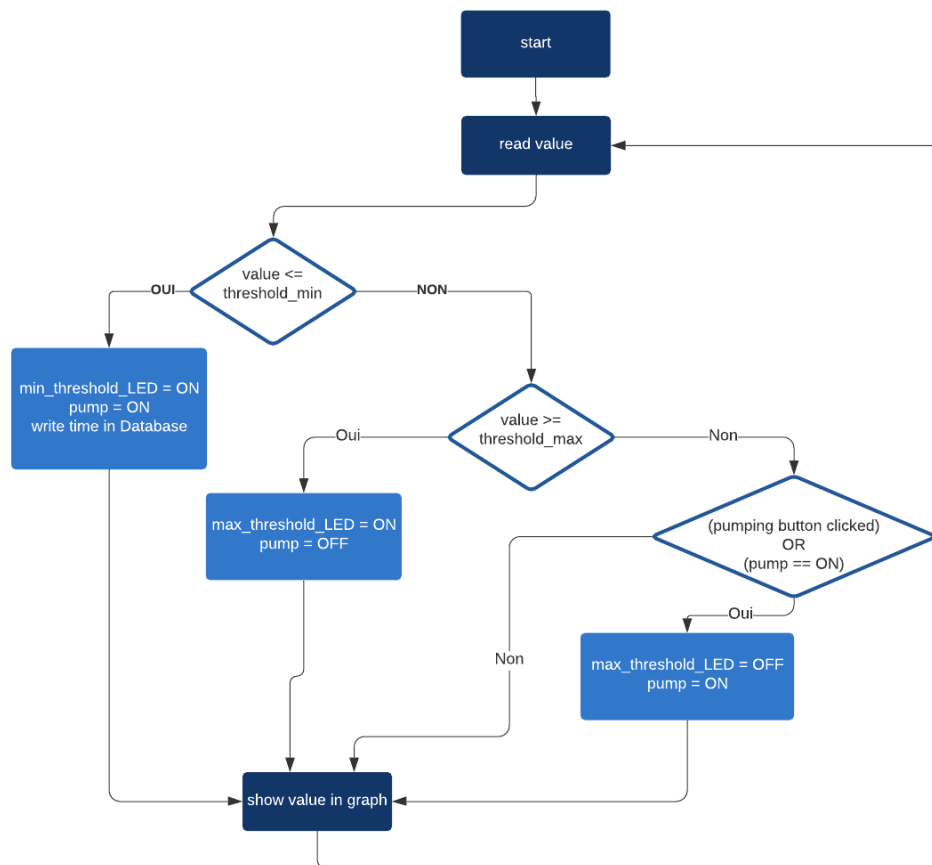 start
read value
value <=
threshold_min
OUI
NON
min_threshold_LED = ON
pump = ON
write time in Database
value >=
threshold_max
Oui
Non
max_threshold_LED = ON
pump = OFF
(pumping button clicked)
OR
(pump == ON)
Oui
Non
max_threshold_LED = OFF
pump = ON
show value in graph